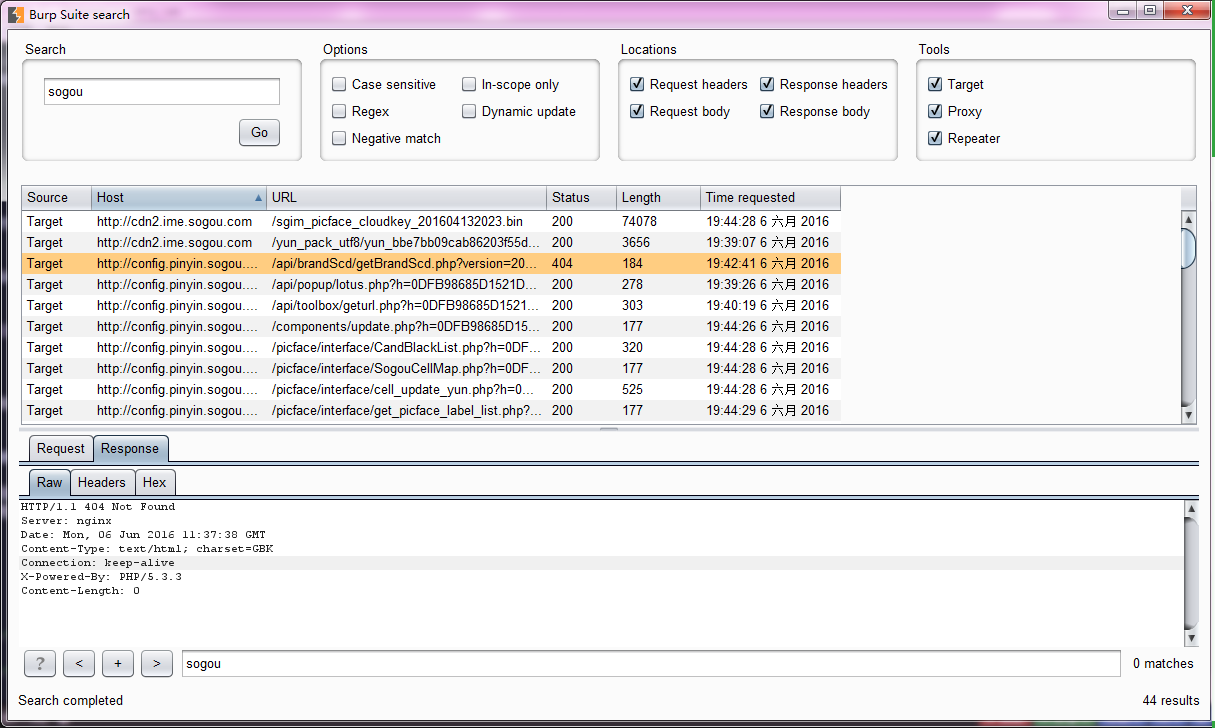 Burp Suite search
Search Options Locations Tools
sogou
Go
Case sensitive In-scope only
Regex Dynamic update
Negative match
Request headers Response headers
Request body Response body
Target
Proxy
Repeater
Source Host URL Status Length Time requested
Target http://cdn2.ime.sogou.com /sgim_picface_cloudkey_201604132023.bin 200 74078 19:44:28 6 六月 2016
Target http://cdn2.ime.sogou.com /yun_pack_utf8/yun_bbe7bb09cab86203f55d... 200 3656 19:39:07 6 六月 2016
Target http://config.pinyin.sogou.... /api/brandScd/getBrandScd.php?version=20... 404 184 19:42:41 6 六月 2016
Target http://config.pinyin.sogou.... /api/popup/lotus.php?h=0DFB98685D1521D... 200 278 19:39:26 6 六月 2016
Target http://config.pinyin.sogou.... /api/toolbox/geturl.php?h=0DFB98685D1521... 200 303 19:40:19 6 六月 2016
Target http://config.pinyin.sogou.... /components/update.php?h=0DFB98685D15... 200 177 19:44:26 6 六月 2016
Target http://config.pinyin.sogou.... /picface/interface/CandBlackList.php?h=0DF... 200 320 19:44:28 6 六月 2016
Target http://config.pinyin.sogou.... /picface/interface/SogouCellMap.php?h=0DF... 200 177 19:44:28 6 六月 2016
Target http://config.pinyin.sogou.... /picface/interface/cell_update_yun.php?h=0... 200 525 19:44:28 6 六月 2016
Target http://config.pinyin.sogou.... /picface/interface/get_picface_label_list.php?... 200 177 19:44:29 6 六月 2016
Request Response
Raw Headers Hex
HTTP/1.1 404 Not Found
Server: nginx
Date: Mon, 06 Jun 2016 11:37:38 GMT
Content-Type: text/html; charset=GBK
Connection: keep-alive
X-Powered-By: PHP/5.3.3
Content-Length: 0
? < + > sogou 0 matches
Search completed 44 results